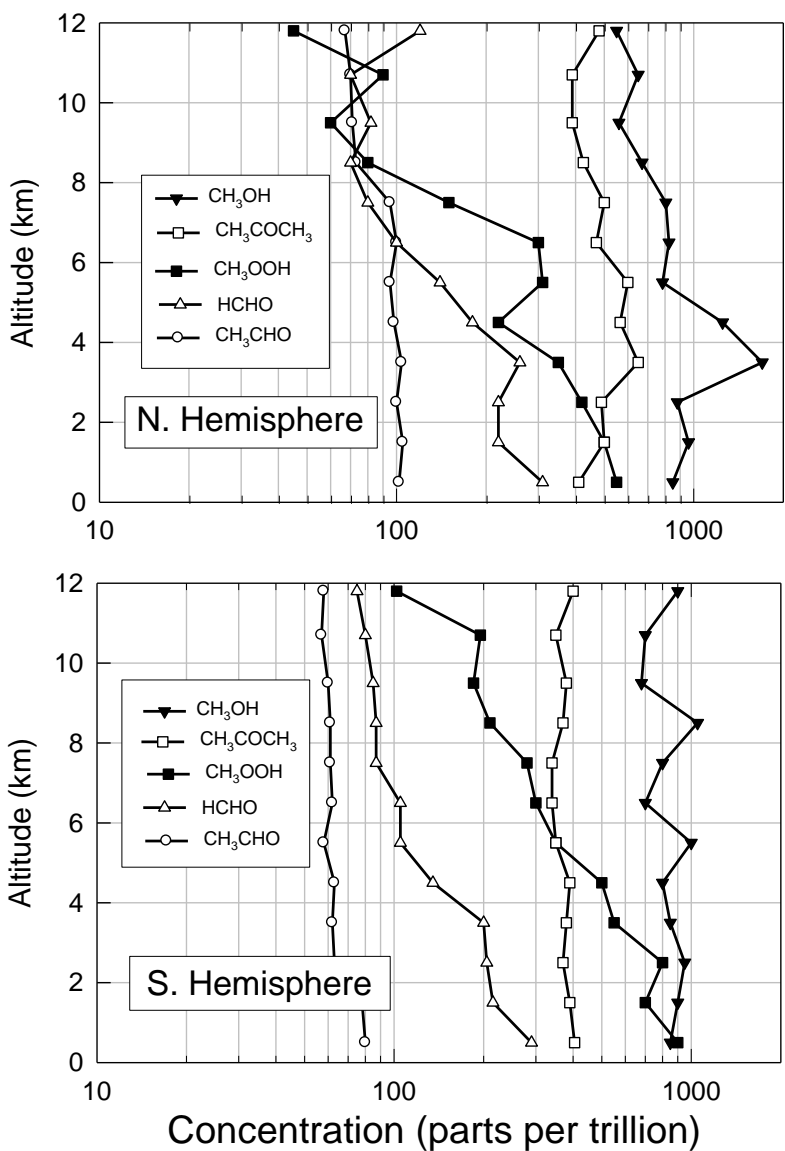 12
10
8
6
4
2
0
Altitude (km)
CH₃OH
CH₃COCH₃
CH₃OOH
HCHO
CH₃CHO
N. Hemisphere
10
100
1000
12
10
8
6
4
2
0
Altitude (km)
CH₃OH
CH₃COCH₃
CH₃OOH
HCHO
CH₃CHO
S. Hemisphere
10
100
1000
Concentration (parts per trillion)